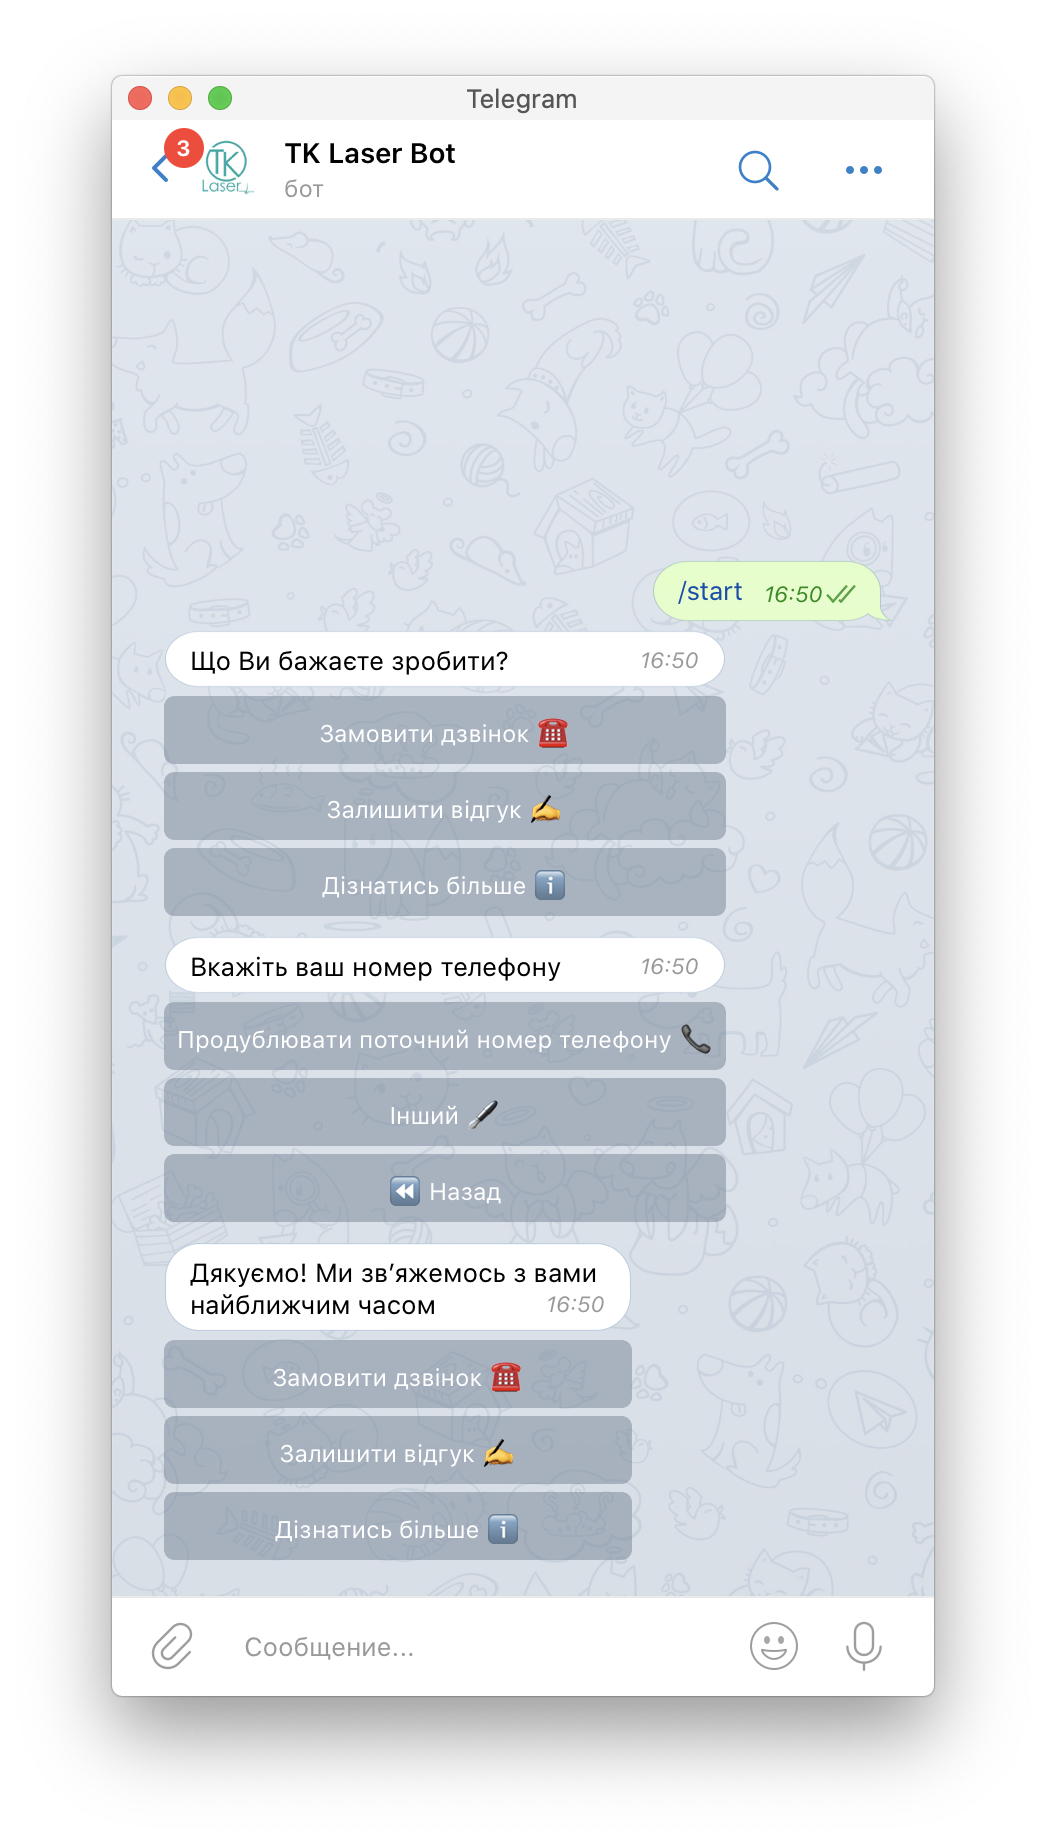 Telegram
3
TK
Laser
TK Laser Bot
бот
/start 16:50
Що Ви бажаєте зробити? 16:50
Замовити дзвінок ☎️
Залишити відгук ✍️
Дізнатись більше ℹ️
Вкажіть ваш номер телефону 16:50
Продублювати поточний номер телефону 📞
Інший 🖋
⏪ Назад
Дякуємо! Ми зв’яжемось з вами
найближчим часом 16:50
Замовити дзвінок ☎️
Залишити відгук ✍️
Дізнатись більше ℹ️
Сообщение...